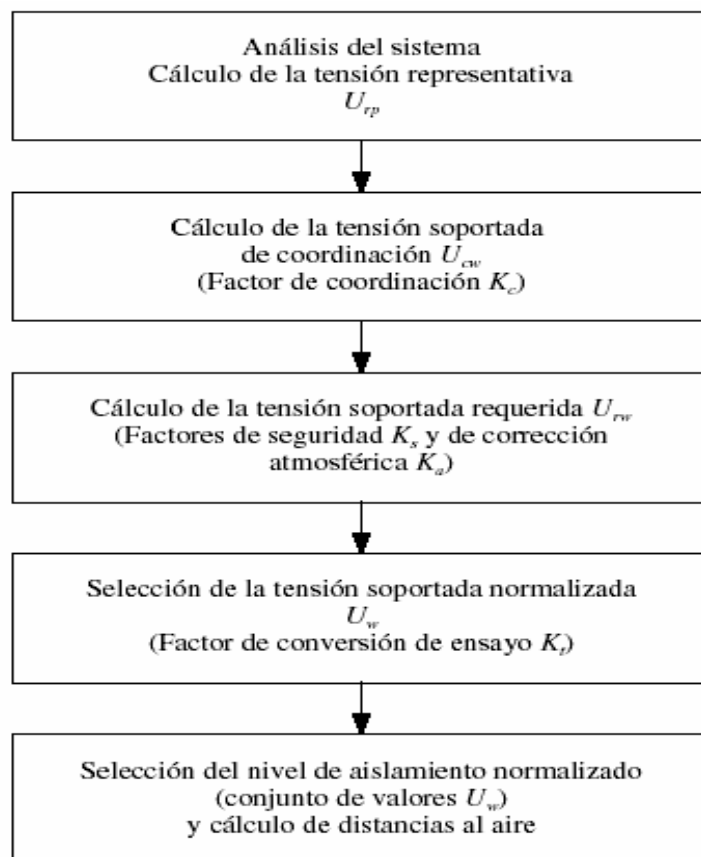 Análisis del sistema
Cálculo de la tensión representativa
U_rp
Cálculo de la tensión soportada
de coordinación U_cw
(Factor de coordinación K_c)
Cálculo de la tensión soportada requerida U_rw
(Factores de seguridad K_s y de corrección
atmosférica K_a)
Selección de la tensión soportada normalizada
U_w
(Factor de conversión de ensayo K_t)
Selección del nivel de aislamiento normalizado
(conjunto de valores U_w)
y cálculo de distancias al aire